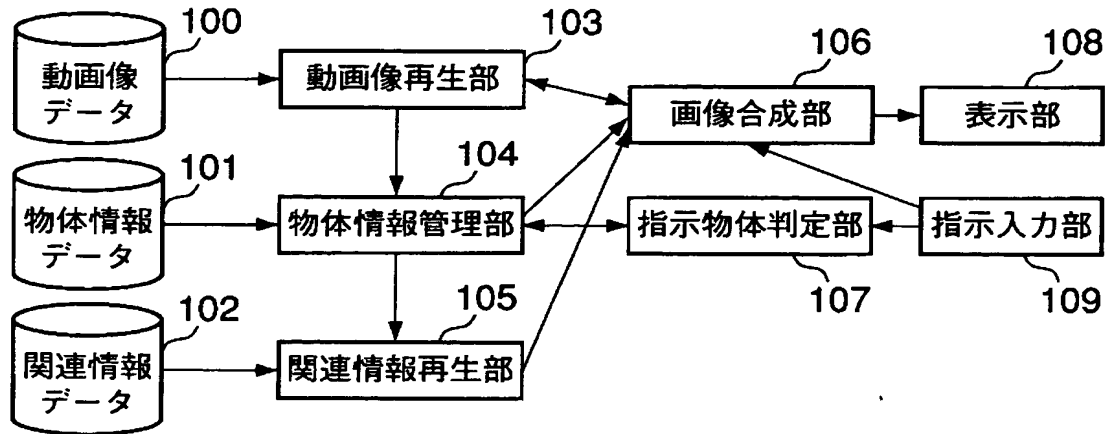 100
動画像
データ
103
動画像再生部
106
画像合成部
108
表示部
101
物体情報
データ
104
物体情報管理部
指示物体判定部
107
指示入力部
109
102
関連情報
データ
105
関連情報再生部